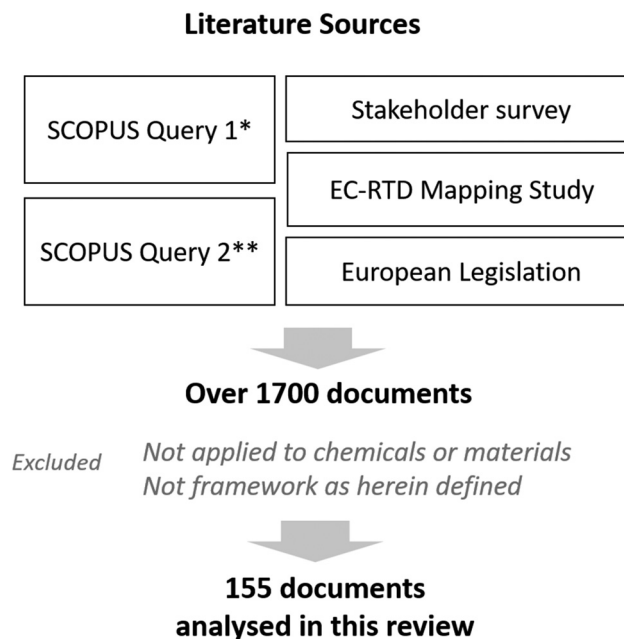 Literature Sources
SCOPUS Query 1*
SCOPUS Query 2**
Stakeholder survey
EC-RTD Mapping Study
European Legislation
Over 1700 documents
Excluded
Not applied to chemicals or materials
Not framework as herein defined
155 documents
analysed in this review